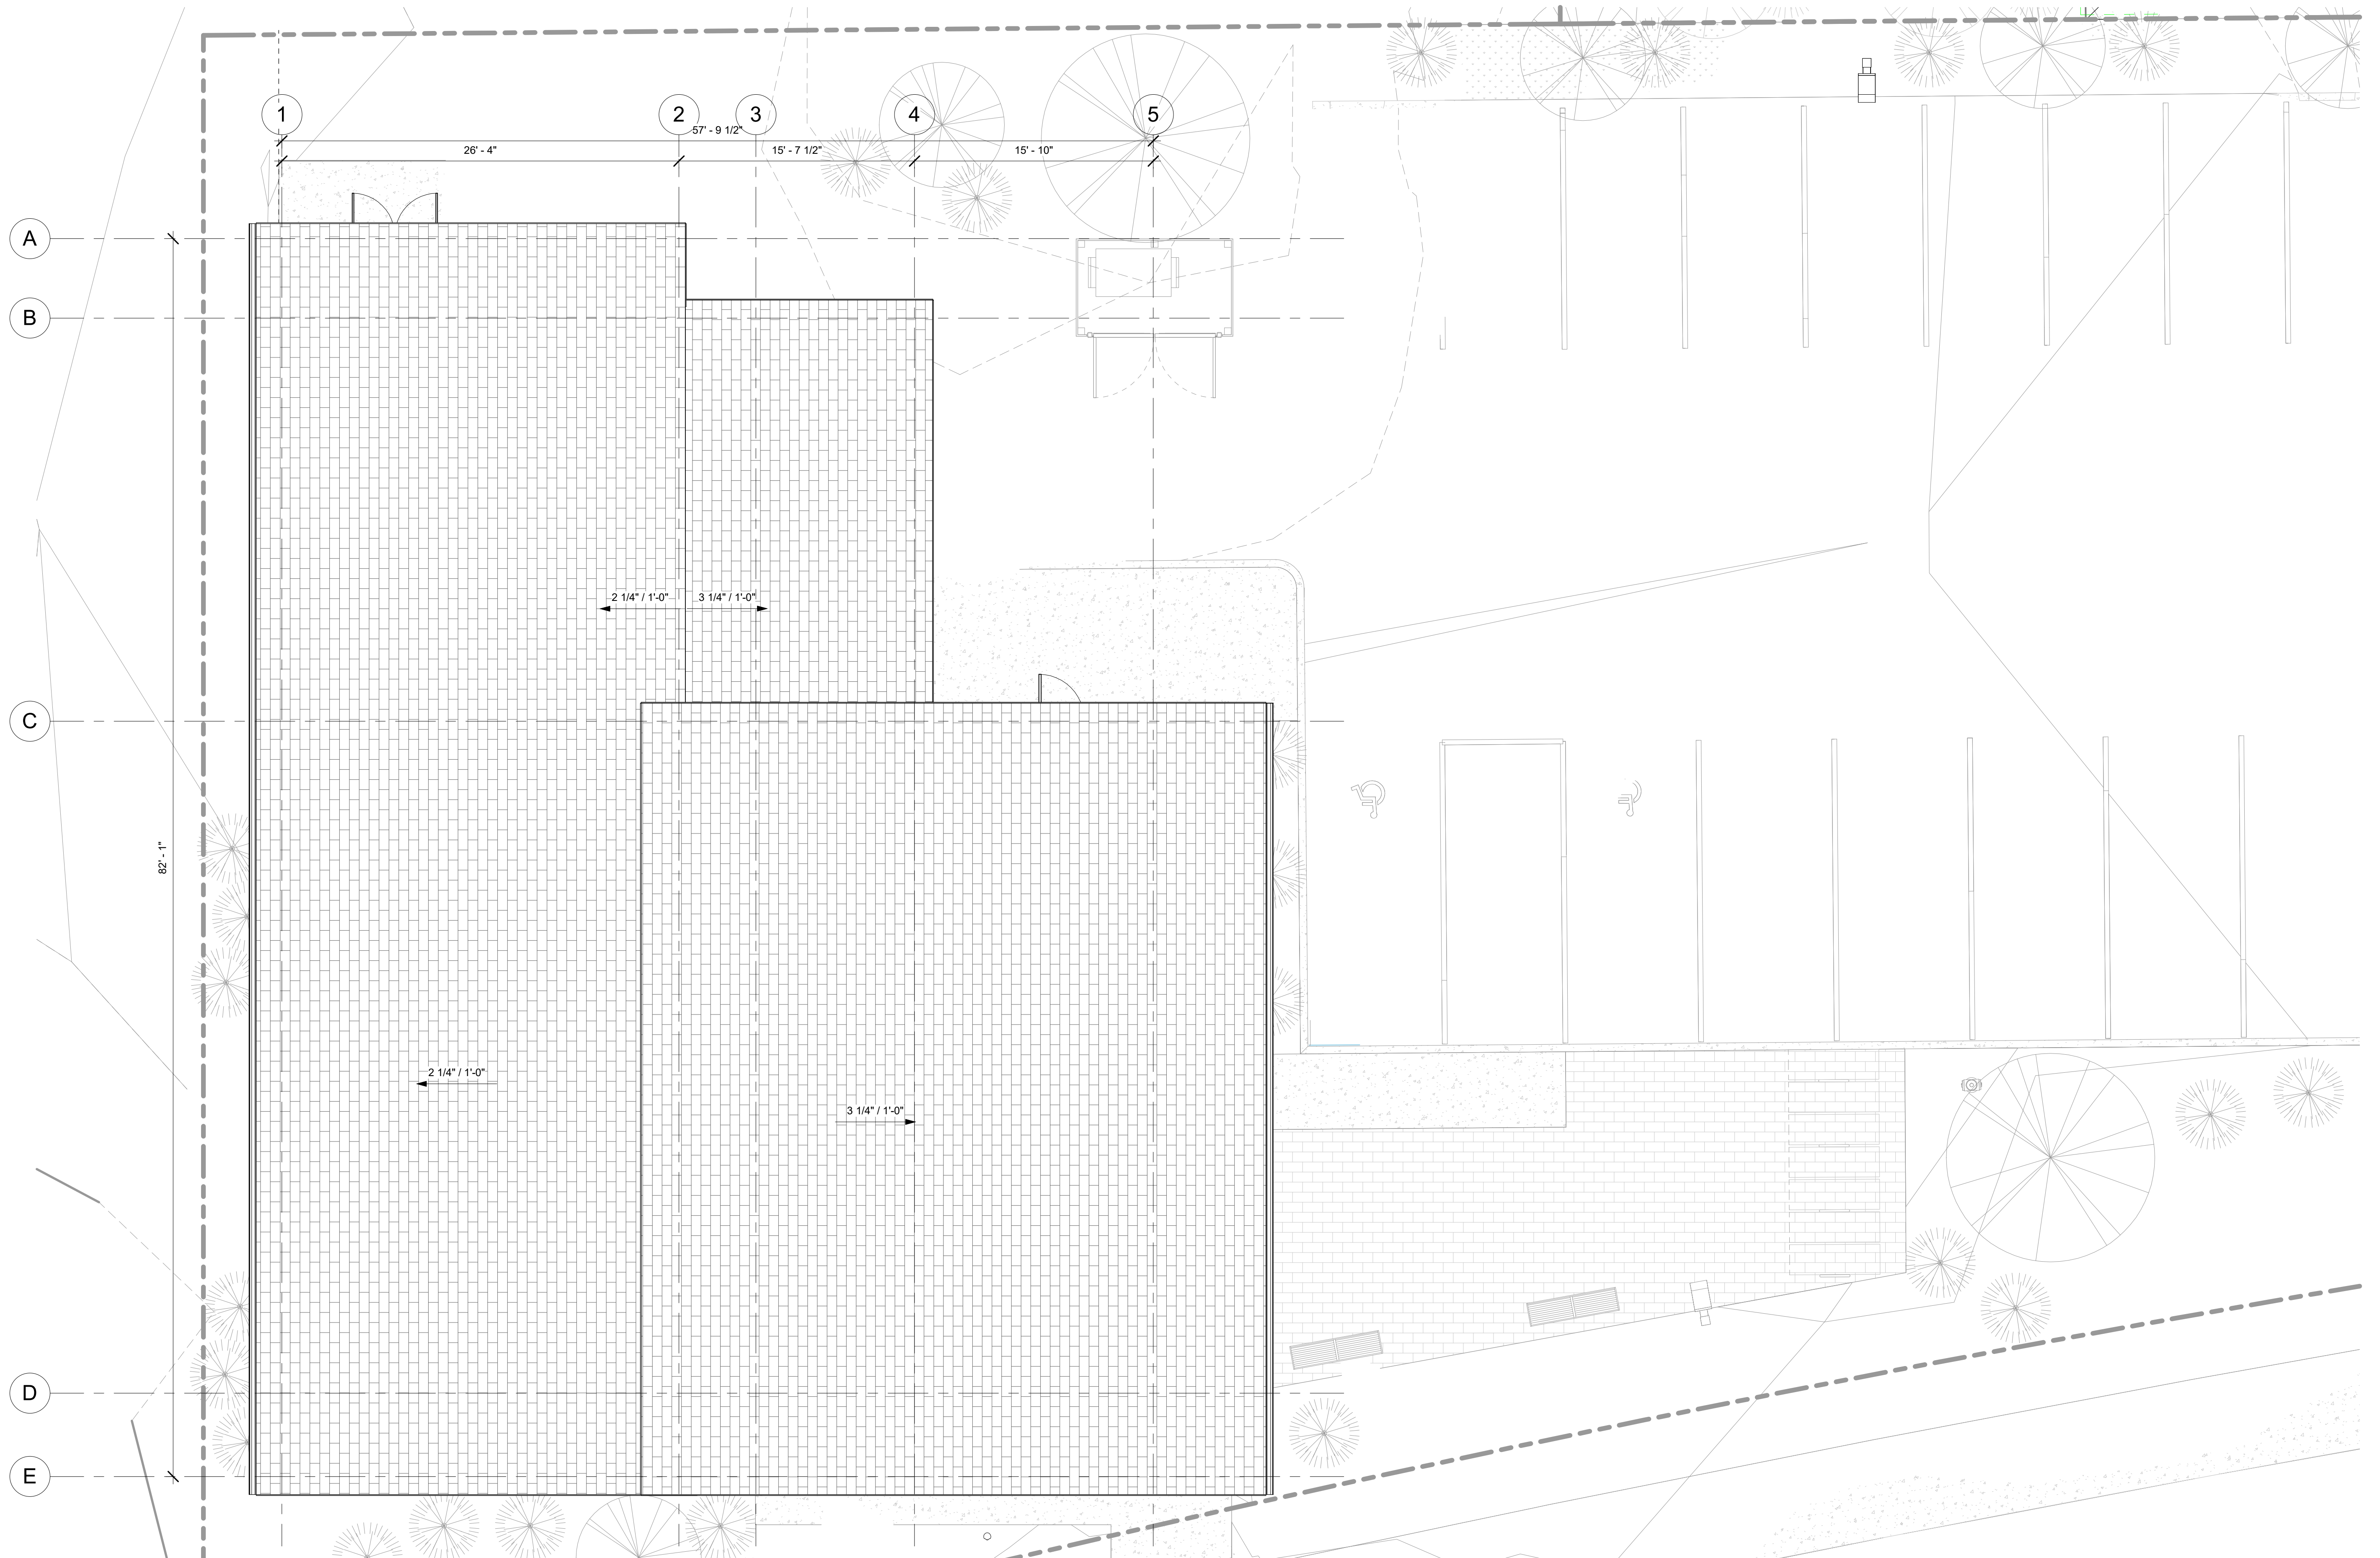 1
2
3
4
5
57' - 9 1/2"
26' - 4"
15' - 7 1/2"
15' - 10"
A
B
C
2 1/4" / 1'-0"
3 1/4" / 1'-0"
82' - 1"
2 1/4" / 1'-0"
3 1/4" / 1'-0"
D
E